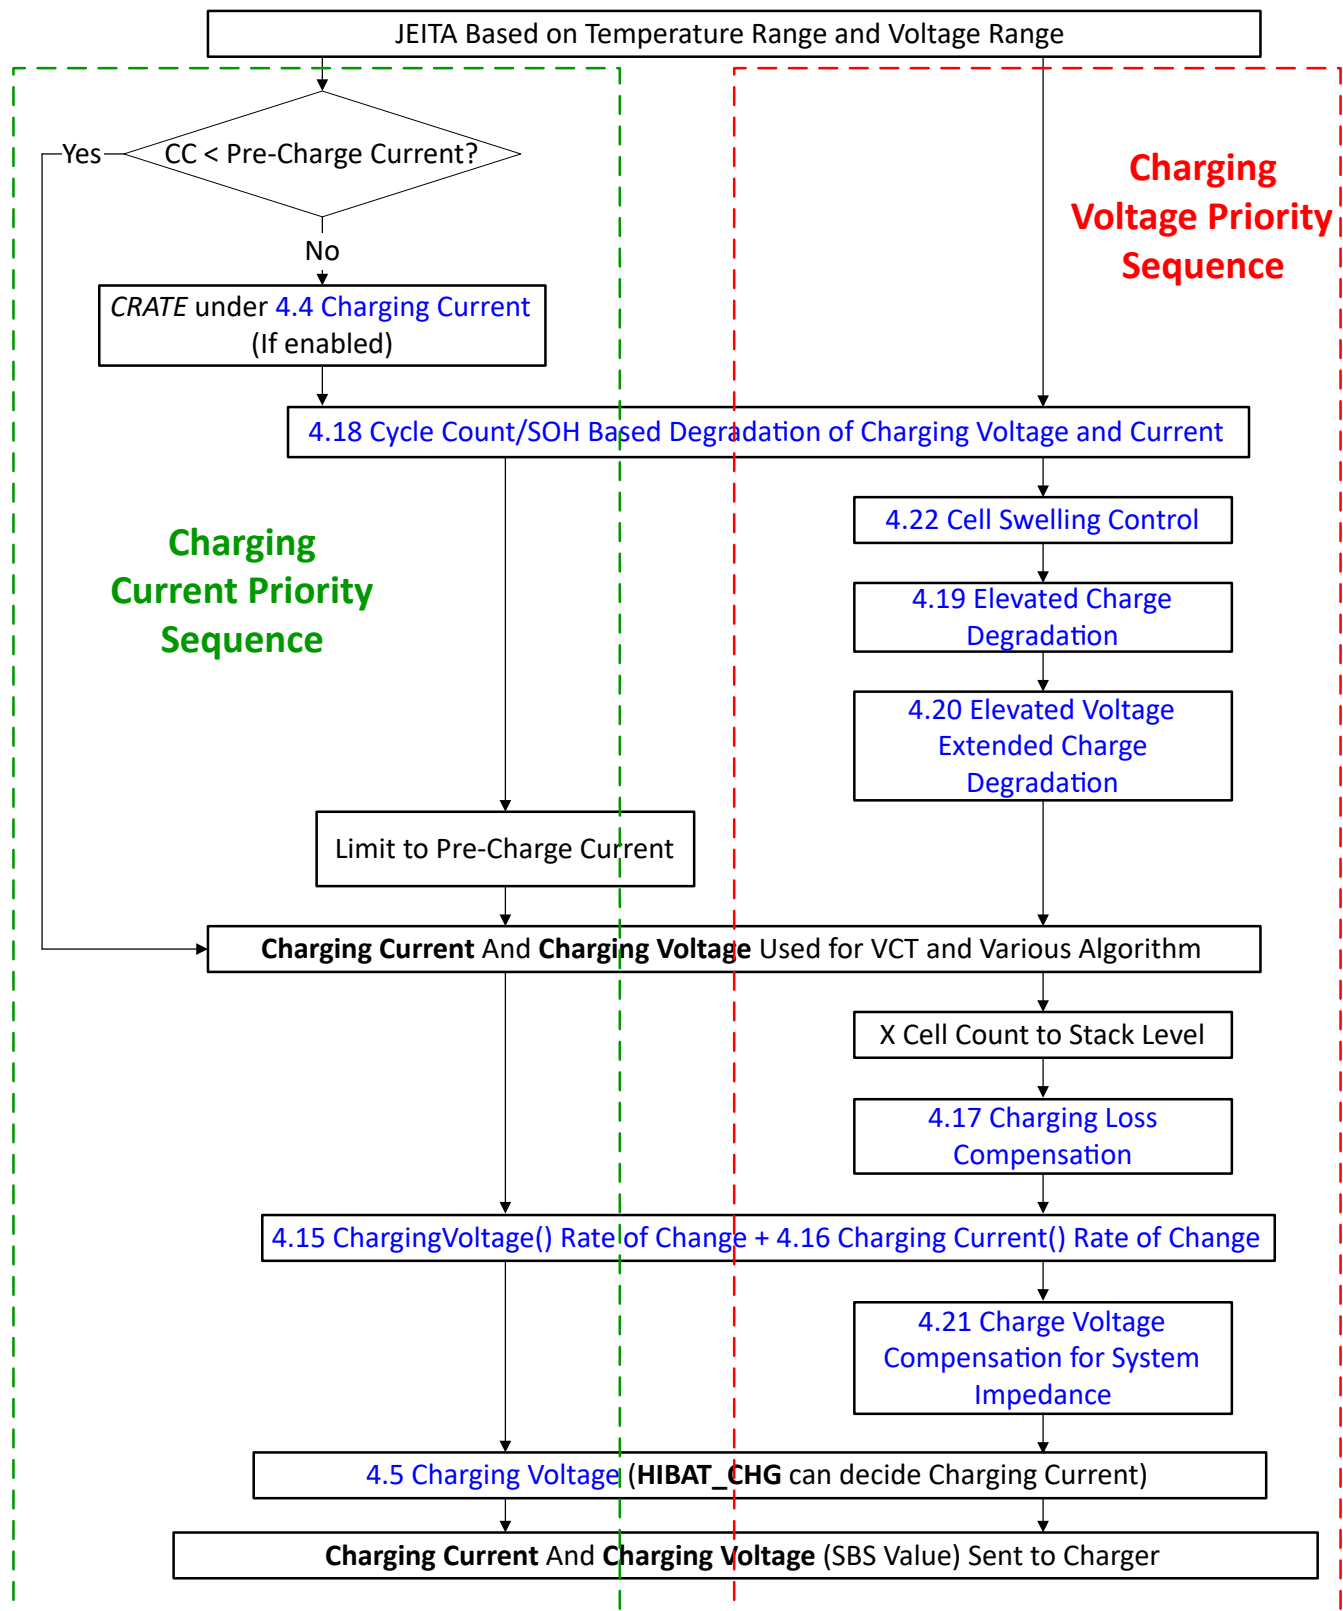 JEITA Based on Temperature Range and Voltage Range
Yes
CC < Pre-Charge Current?
No
CRATE under 4.4 Charging Current
(If enabled)
Charging
Voltage Priority
Sequence
4.18 Cycle Count/SOH Based Degradation of Charging Voltage and Current
4.22 Cell Swelling Control
Charging
Current Priority
Sequence
4.19 Elevated Charge
Degradation
4.20 Elevated Voltage
Extended Charge
Degradation
Limit to Pre-Charge Current
Charging Current And Charging Voltage Used for VCT and Various Algorithm
X Cell Count to Stack Level
4.17 Charging Loss
Compensation
4.15 ChargingVoltage() Rate of Change + 4.16 Charging Current() Rate of Change
4.21 Charge Voltage
Compensation for System
Impedance
4.5 Charging Voltage (HIBAT_CHG can decide Charging Current)
Charging Current And Charging Voltage (SBS Value) Sent to Charger